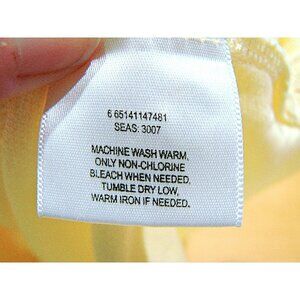 6 65141147481
SEAS: 3007
MACHINE WASH WARM,
ONLY NON-CHLORINE
BLEACH WHEN NEEDED,
TUMBLE DRY LOW,
WARM IRON IF NEEDED.